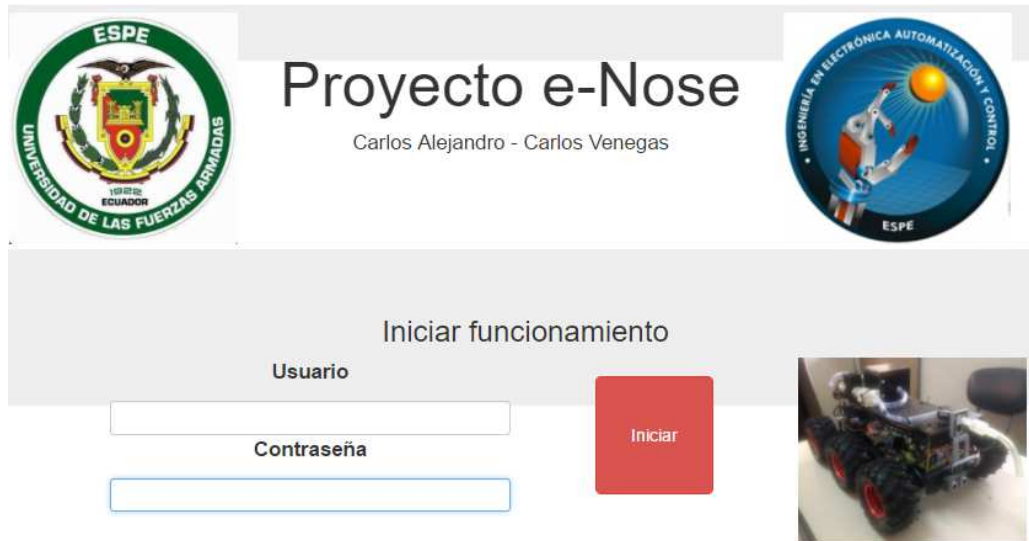 ESPE
UNIVERSIDAD DE LAS FUERZAS ARMADAS
1922
ECUADOR
Proyecto e-Nose
Carlos Alejandro - Carlos Venegas
• INGENIERÍA EN ELECTRÓNICA AUTOMATIZACIÓN Y CONTROL •
ESPE
Iniciar funcionamiento
Usuario
Iniciar
Contraseña